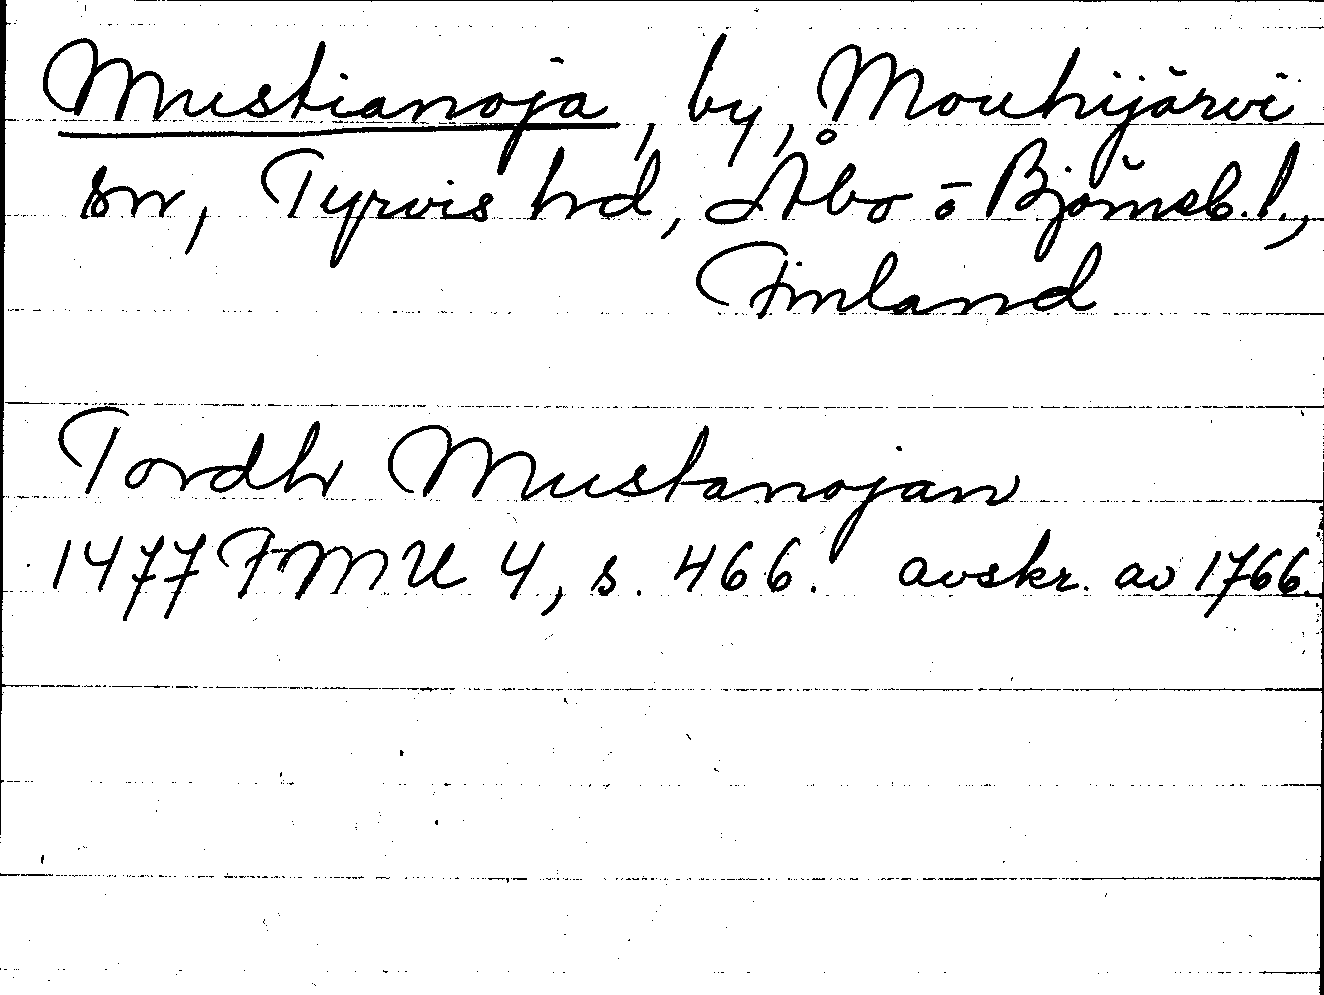 Mustianoja, by, Mouhijärvi
sn, Tyrvis hd, Åbo o Björneb. l.,
Finland
Tordh Mustanojan
1477 FMU 4, s. 466. avskr. av 1766.